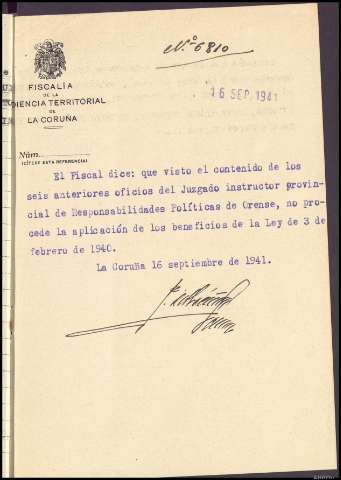 Nº 6810
FISCALÍA
DE LA
DIENCIA TERRITORIAL
DE
LA CORUÑA
16 SEP. 1941
Núm.
(CÍTESE ESTA REFERENCIA)
El Fiscal dice: que visto el contenido de los
seis anteriores oficios del Juzgado instructor provin-
cial de Responsabilidades Políticas de Orense, no pro-
cede la aplicación de los beneficios de la Ley de 3 de
febrero de 1940.
La Coruña 16 septiembre de 1941.